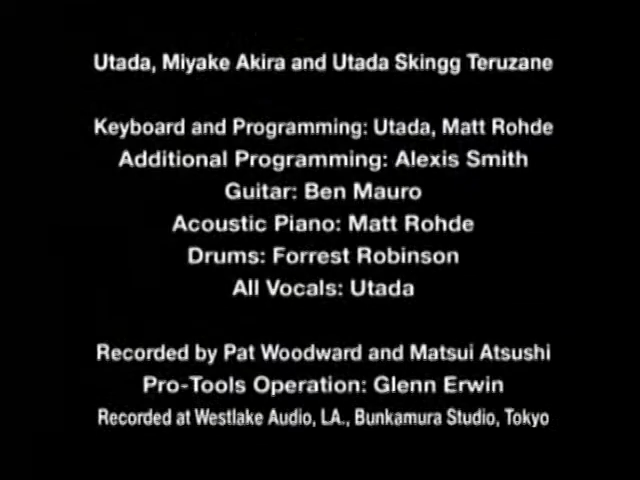 Utada, Miyake Akira and Utada Skingg Teruzane
Keyboard and Programming: Utada, Matt Rohde
Additional Programming: Alexis Smith
Guitar: Ben Mauro
Acoustic Piano: Matt Rohde
Drums: Forrest Robinson
All Vocals: Utada
Recorded by Pat Woodward and Matsui Atsushi
Pro-Tools Operation: Glenn Erwin
Recorded at Westlake Audio, LA., Bunkamura Studio, Tokyo